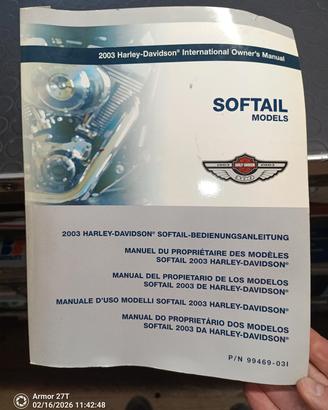 2003 Harley-Davidson® International Owner's Manual
SOFTAIL
MODELS
HARLEY-DAVIDSON
2003 HARLEY-DAVIDSON® SOFTAIL-BEDIENUNGSANLEITUNG
MANUEL DU PROPRIÉTAIRE DES MODÈLES
SOFTAIL 2003 HARLEY-DAVIDSON®
MANUAL DEL PROPIETARIO DE LOS MODELOS
SOFTAIL 2003 DE HARLEY-DAVIDSON®
MANUALE D'USO MODELLI SOFTAIL 2003 HARLEY-DAVIDSON®
MANUAL DO PROPRIETÁRIO DOS MODELOS
SOFTAIL 2003 DA HARLEY-DAVIDSON®
P/N 99469-03I
Armor 27T
02/16/2026 11:42:48